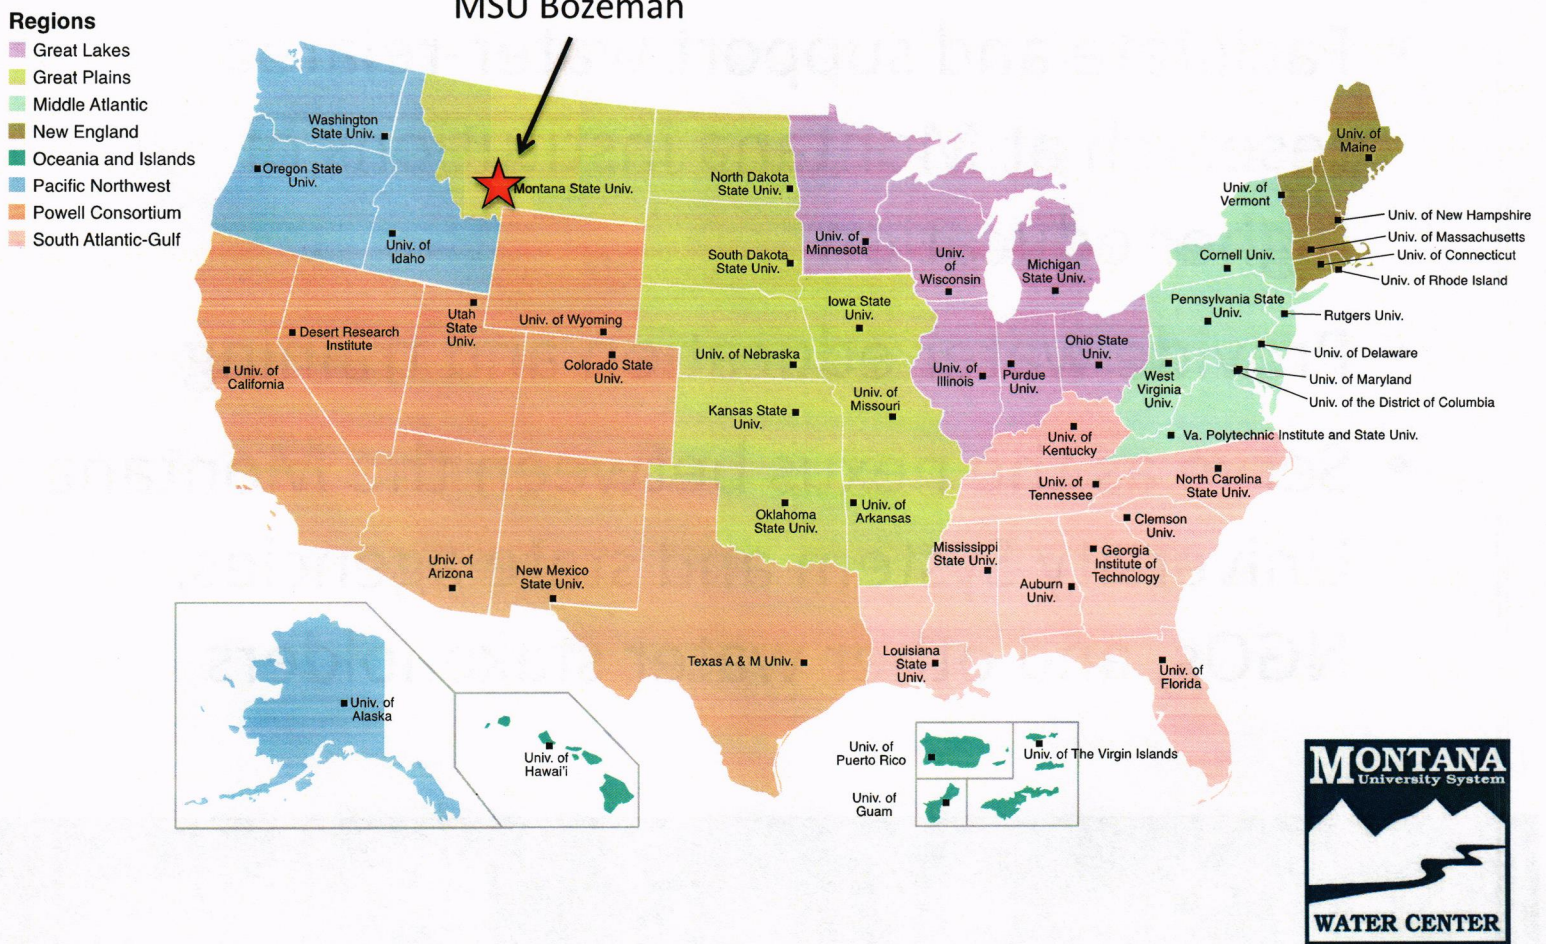 MSU Bozeman
Regions
Great Lakes
Great Plains
Middle Atlantic
New England
Oceania and Islands
Pacific Northwest
Powell Consortium
South Atlantic-Gulf
Washington
State Univ.
Oregon State
Univ.
Univ. of
Idaho
Montana State Univ.
North Dakota
State Univ.
South Dakota
State Univ.
Univ. of
Minnesota
Univ.
of
Wisconsin
Michigan
State Univ.
Univ. of
Maine
Univ. of
Vermont
Univ. of New Hampshire
Univ. of Massachusetts
Univ. of Connecticut
Univ. of Rhode Island
Cornell Univ.
Pennsylvania State
Univ.
Rutgers Univ.
Univ. of Delaware
Univ. of Maryland
Univ. of the District of Columbia
Va. Polytechnic Institute and State Univ.
West
Virginia
Univ.
Ohio State
Univ.
Purdue
Univ.
Univ. of
Illinois
Iowa State
Univ.
Univ. of Nebraska
Univ. of
Missouri
Kansas State
Univ.
Univ. of Wyoming
Colorado State
Univ.
Utah
State
Univ.
Desert Research
Institute
Univ. of
California
Univ. of
Arizona
New Mexico
State Univ.
Oklahoma
State Univ.
Univ. of
Arkansas
Texas A & M Univ.
Louisiana
State
Univ.
Mississippi
State Univ.
Auburn
Univ.
Georgia
Institute of
Technology
Clemson
Univ.
North Carolina
State Univ.
Univ. of
Tennessee
Univ. of
Kentucky
Univ. of
Florida
Univ. of
Alaska
Univ. of
Hawai'i
Univ. of
Puerto Rico
Univ. of The Virgin Islands
Univ. of
Guam
MONTANA
University System
WATER CENTER